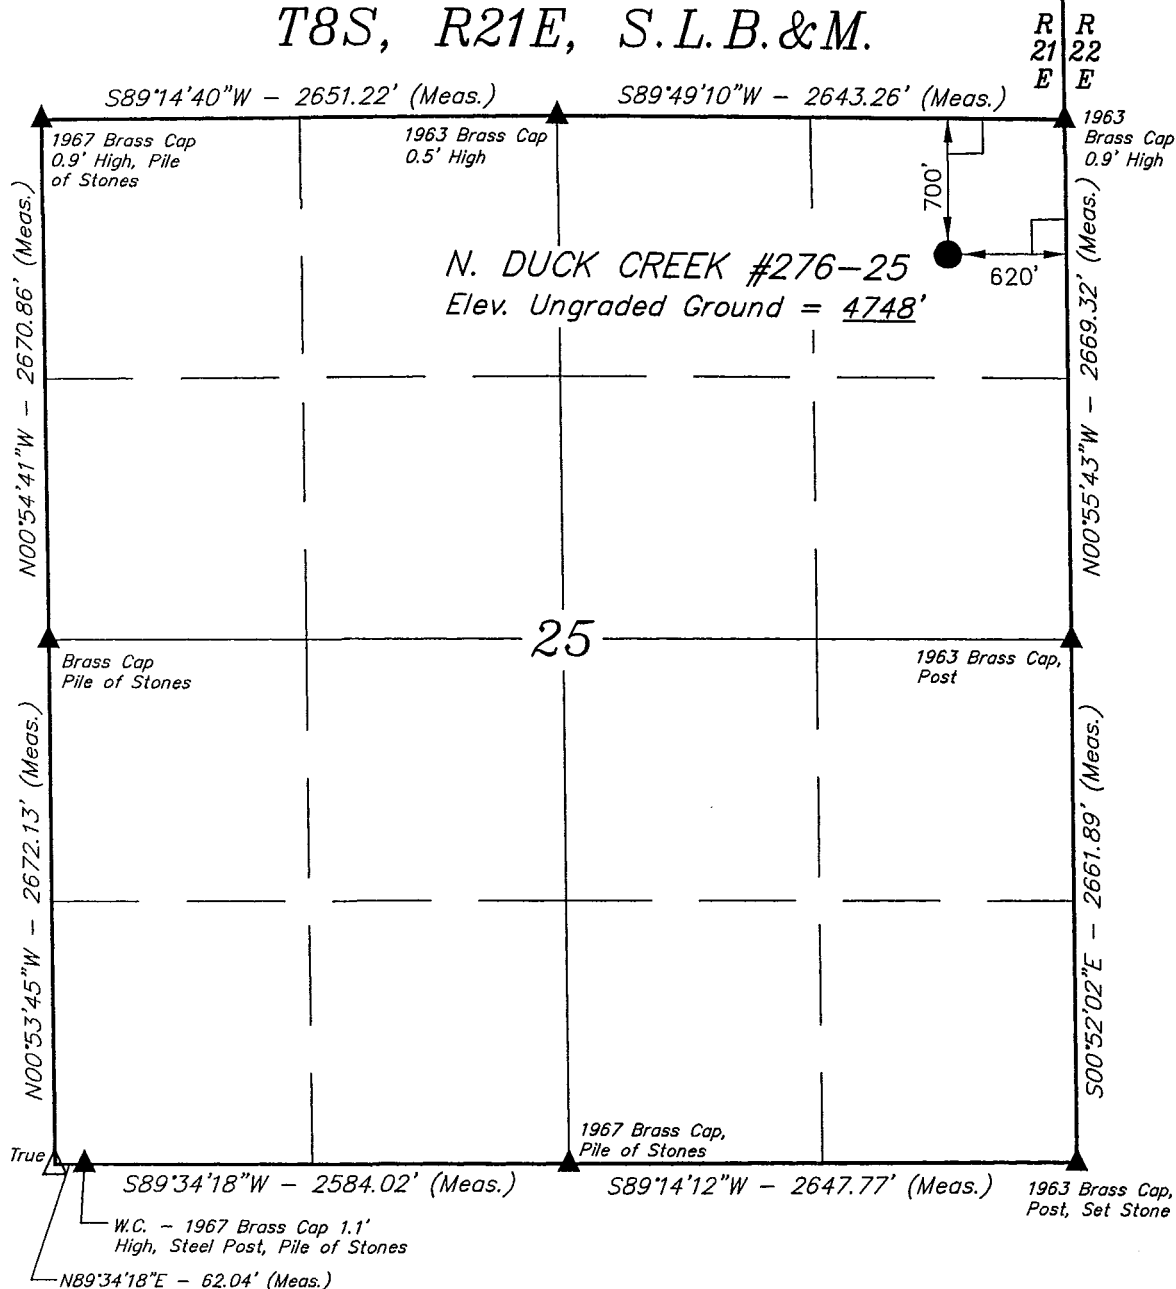 T8S, R21E, S.L.B.&M.
R R
21 22
E E
S89°14'40"W - 2651.22' (Meas.)
S89°49'10"W - 2643.26' (Meas.)
1967 Brass Cap
0.9' High, Pile
of Stones
1963 Brass Cap
0.5' High
1963
Brass Cap
0.9' High
700'
620'
N. DUCK CREEK #276-25
Elev. Ungraded Ground = 4748'
N00°54'41"W - 2670.86' (Meas.)
N00°55'43"W - 2669.32' (Meas.)
25
Brass Cap
Pile of Stones
1963 Brass Cap,
Post
N00°53'45"W - 2672.13' (Meas.)
S00°52'02"E - 2661.89' (Meas.)
True
1967 Brass Cap,
Pile of Stones
S89°34'18"W - 2584.02' (Meas.)
S89°14'12"W - 2647.77' (Meas.)
1963 Brass Cap,
Post, Set Stone
W.C. - 1967 Brass Cap 1.1'
High, Steel Post, Pile of Stones
N89°34'18"E - 62.04' (Meas.)